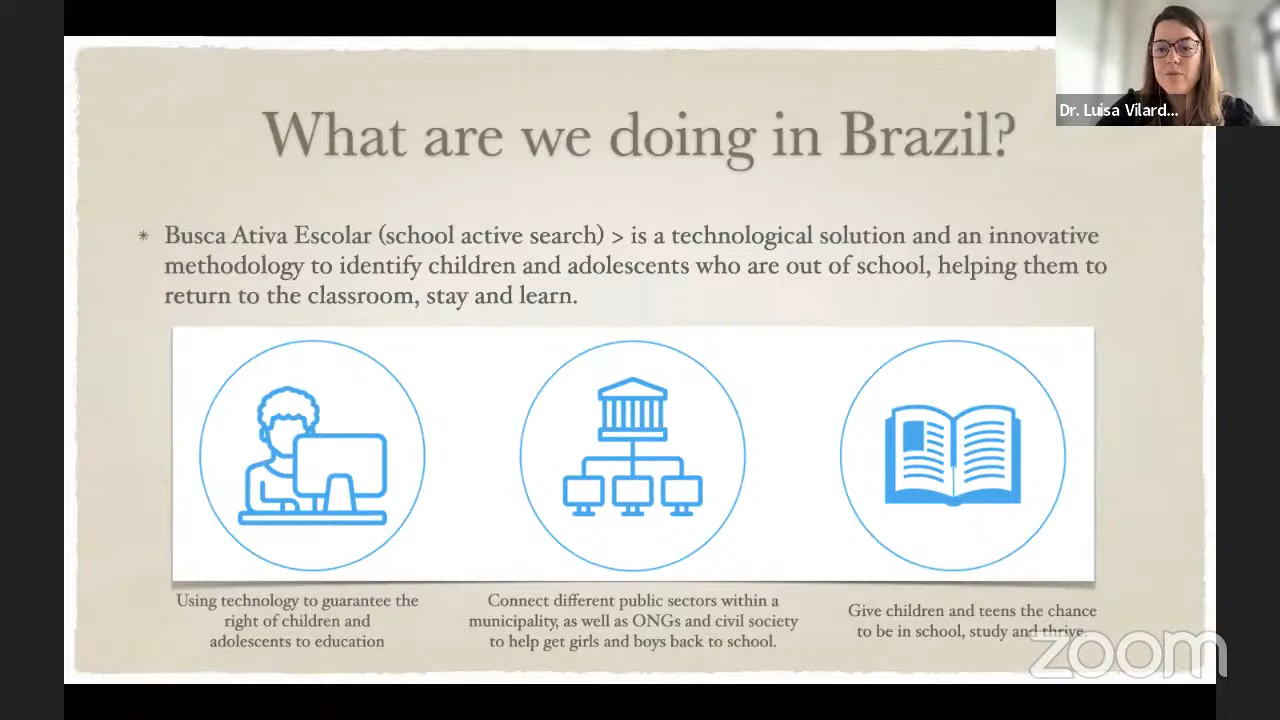 What are we doing in Brazil?
Dr. Luisa Vilard...
* Busca Ativa Escolar (school active search) > is a technological solution and an innovative
methodology to identify children and adolescents who are out of school, helping them to
return to the classroom, stay and learn.
Using technology to guarantee the
right of children and
adolescents to education
Connect different public sectors within a
municipality, as well as ONGs and civil society
to help get girls and boys back to school.
Give children and teens the chance
to be in school, study and thrive.
zoom